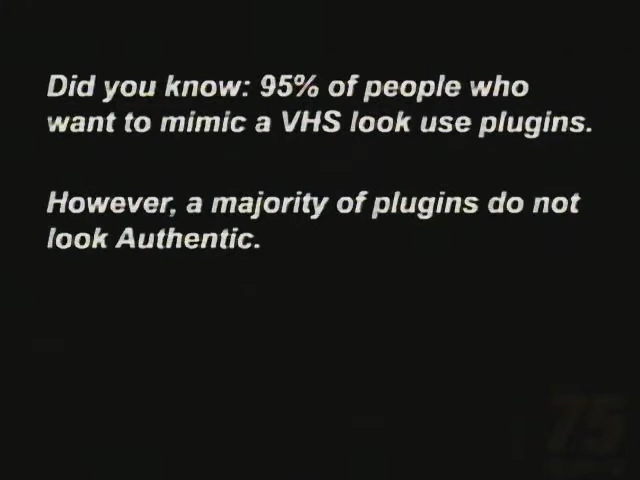 Did you know: 95% of people who
want to mimic a VHS look use plugins.
However, a majority of plugins do not
look Authentic.
75